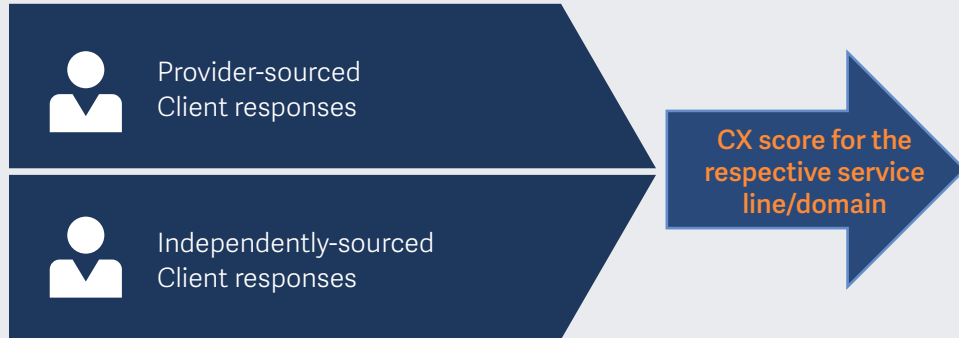 Provider-sourced
Client responses
Independently-sourced
Client responses
CX score for the
respective service
line/domain